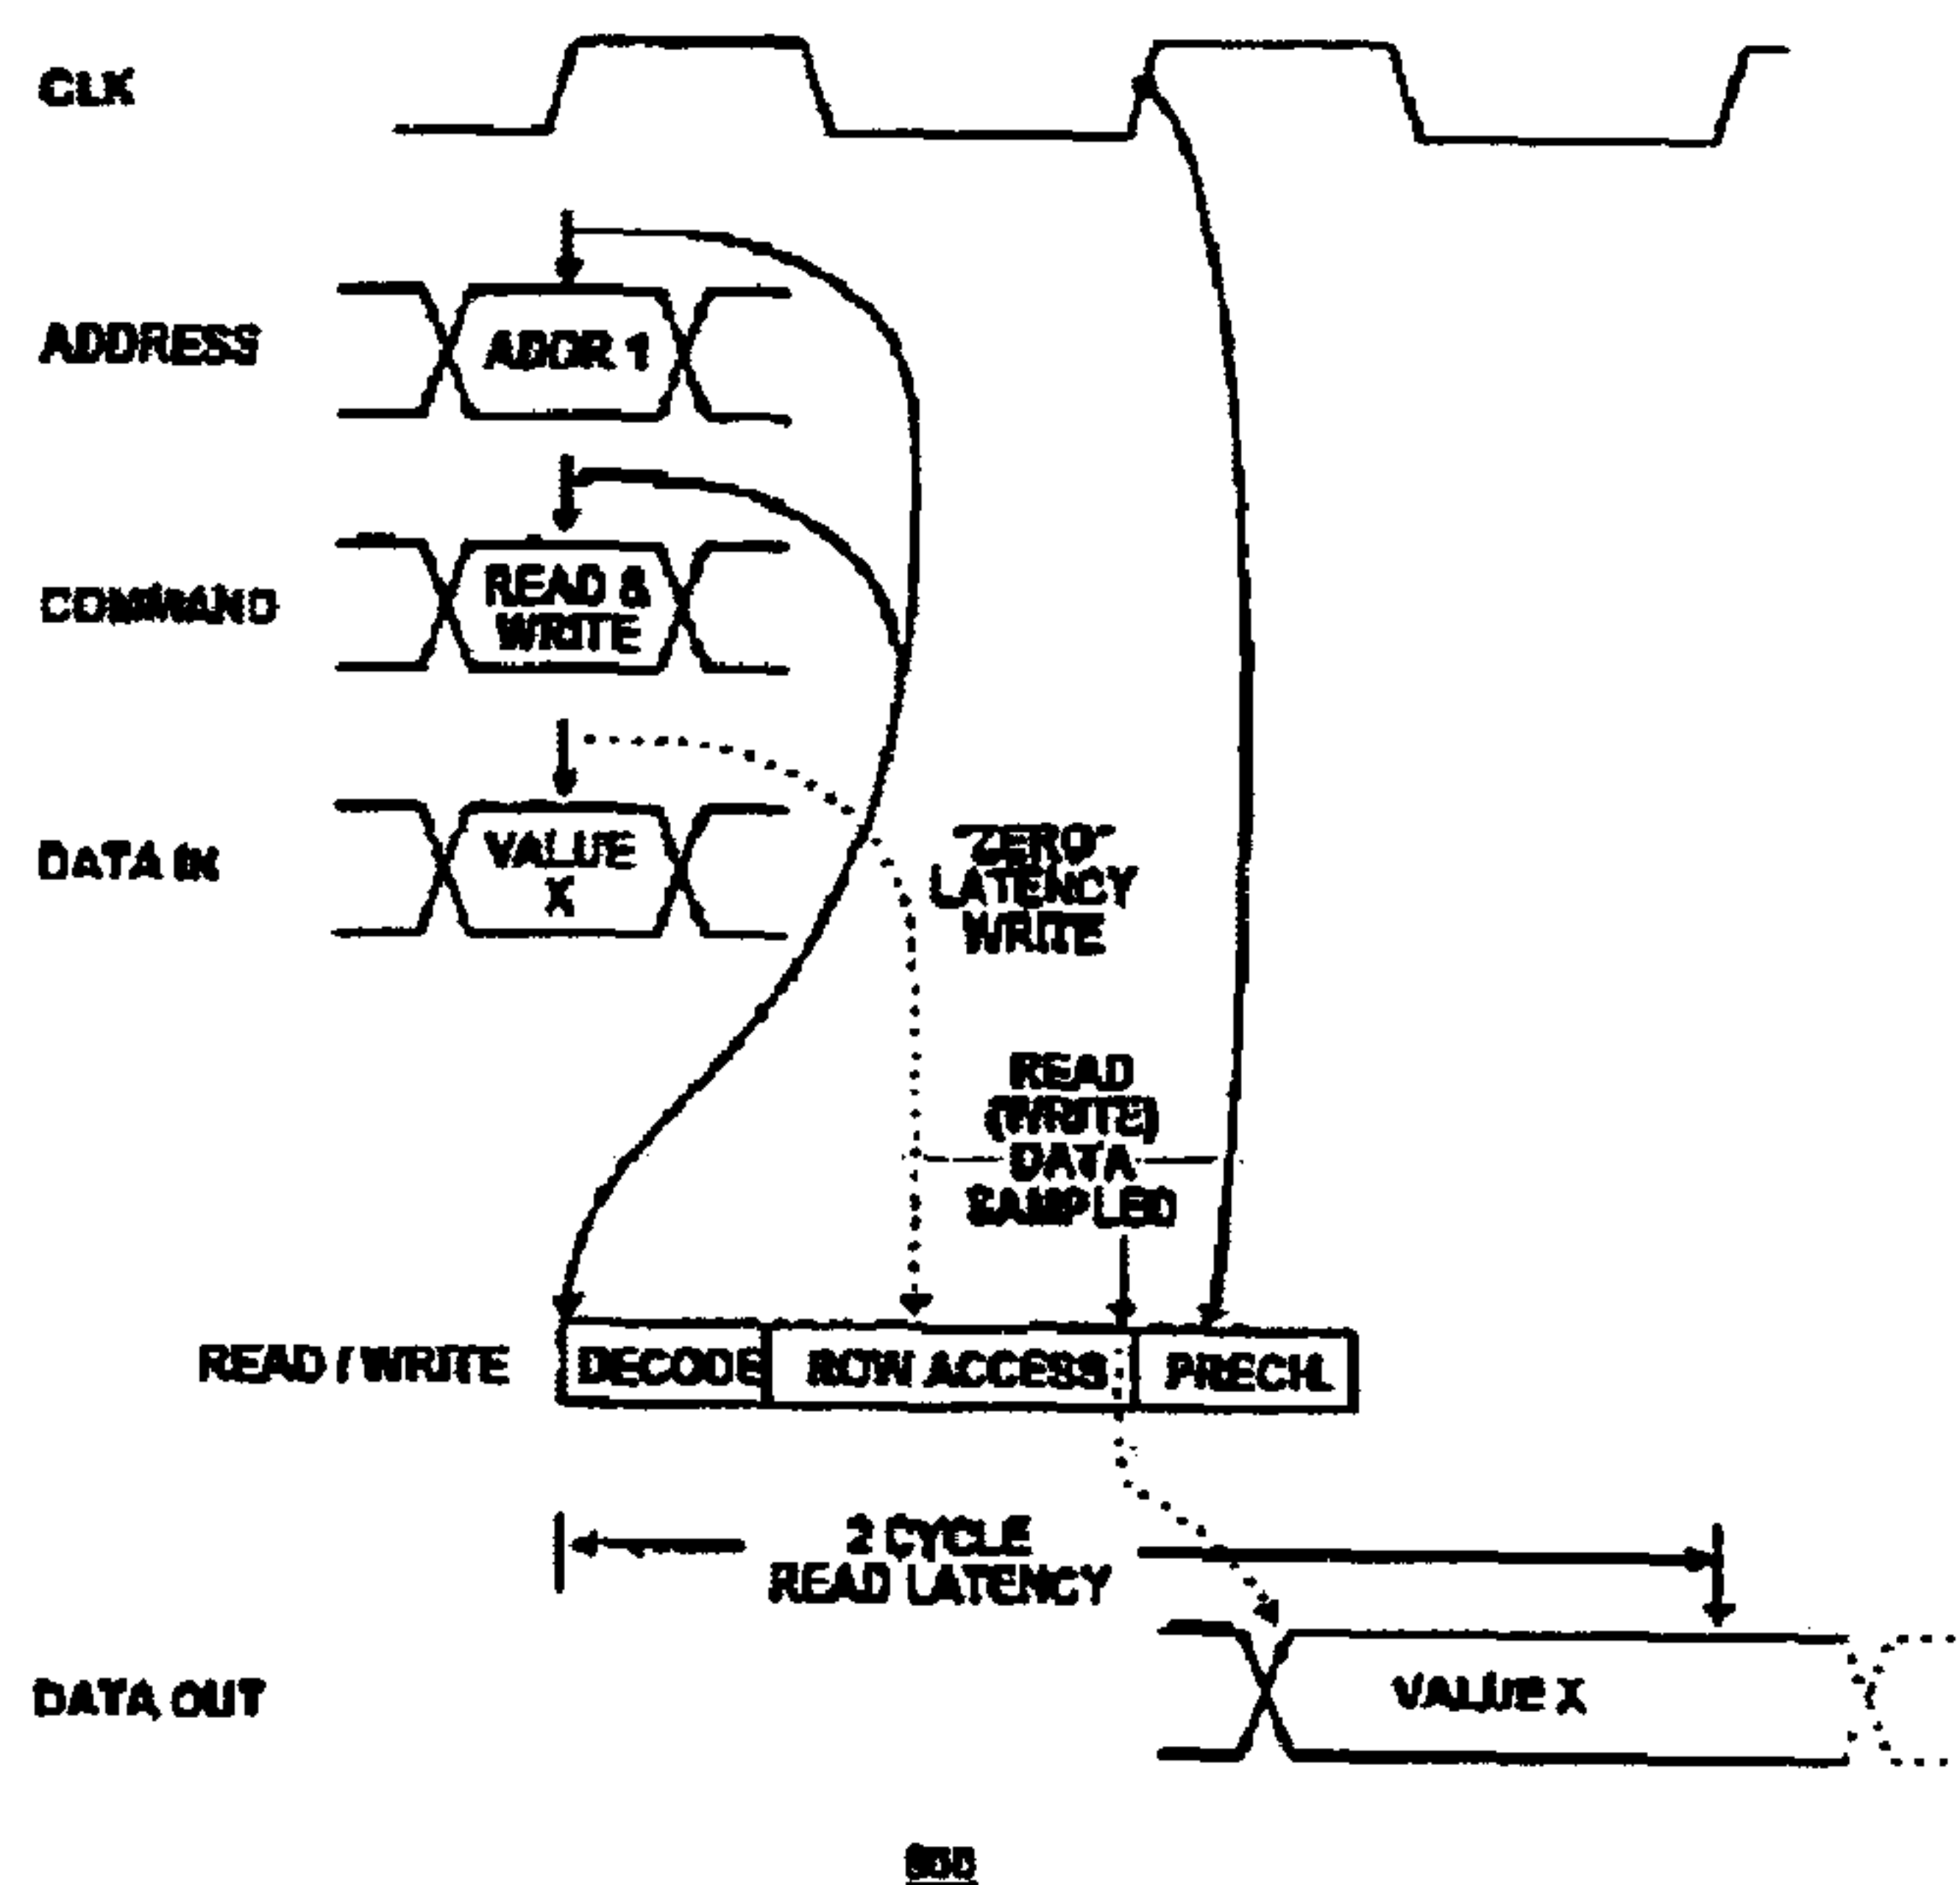 CLK
ADDRESS
ADDR 1
COMMAND
READ &
WRITE
DATA IN
VALUE
X
ZERO
LATENCY
WRITE
READ
(WRITE)
DATA
SAMPLED
READ / WRITE
DECODE
ROW ACCESS
PRECH.
2 CYCLE
READ LATENCY
DATA OUT
VALUE X